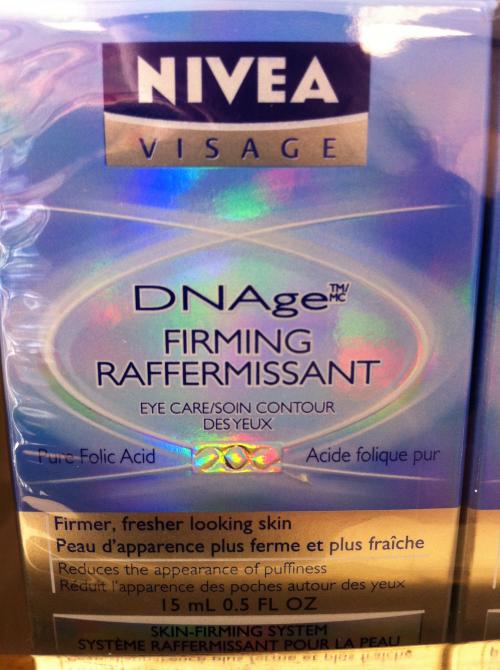 NIVEA
VISAGE
DNAge™/MC
FIRMING
RAFFERMISSANT
EYE CARE/SOIN CONTOUR
DES YEUX
Pure Folic Acid Acide folique pur
Firmer, fresher looking skin
Peau d'apparence plus ferme et plus fraîche
Reduces the appearance of puffiness
Réduit l'apparence des poches autour des yeux
15 mL 0.5 FL OZ
SKIN-FIRMING SYSTEM
SYSTÈME RAFFERMISSANT POUR LA PEAU